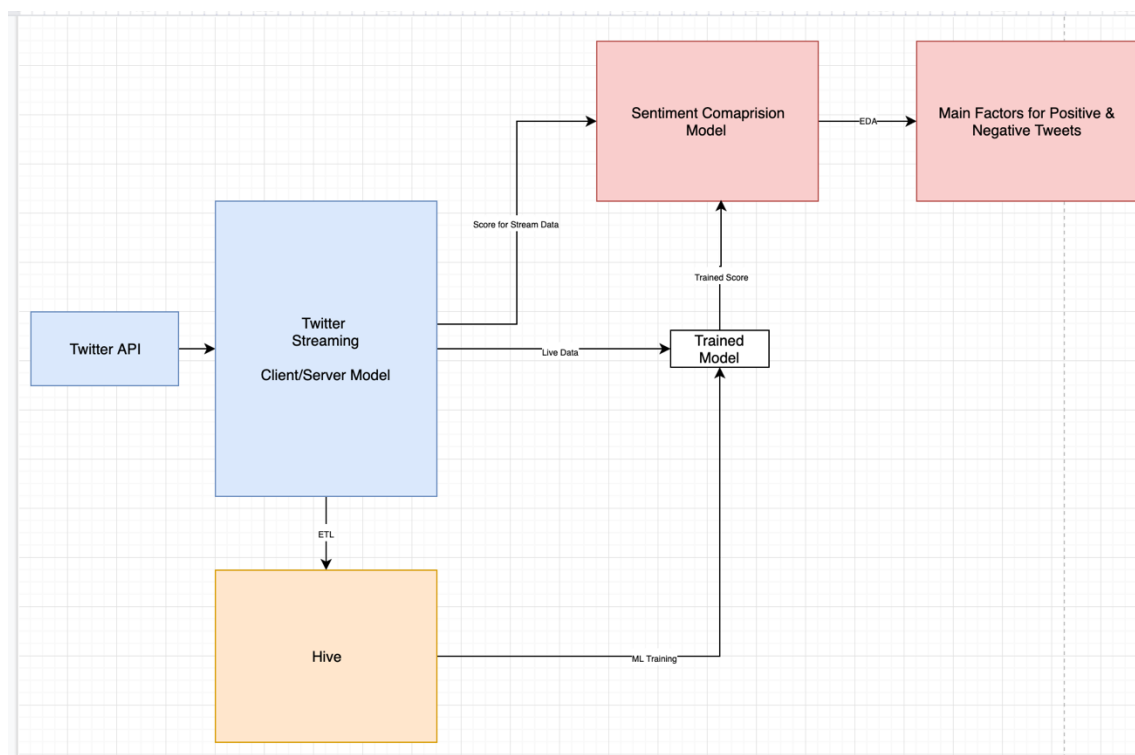 Sentiment Comaprision
Model
EDA
Main Factors for Positive &
Negative Tweets
Score for Stream Data
Trained Score
Twitter API
Twitter
Streaming
Client/Server Model
Live Data
Trained
Model
ETL
Hive
ML Training